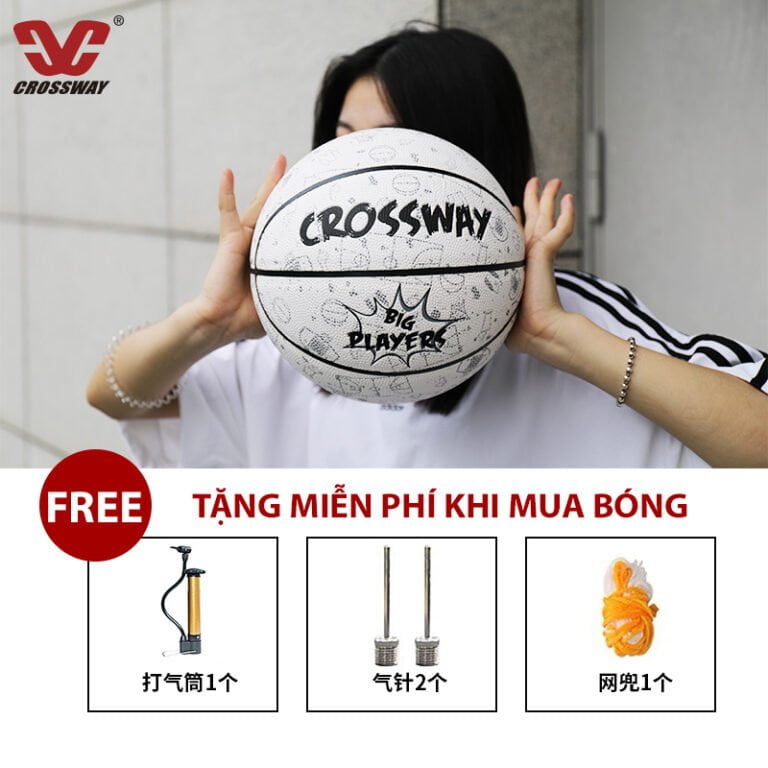 ®
CROSSWAY
CROSSWAY
BIG
PLAYERS
FREE
TẶNG MIỄN PHÍ KHI MUA BÓNG
打气筒1个
气针2个
网兜1个